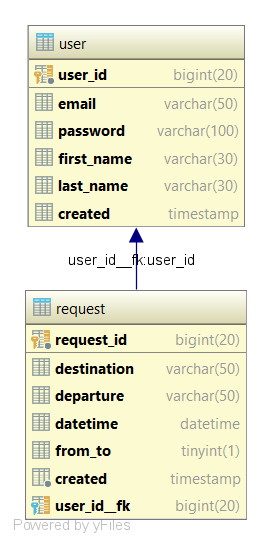 user
user_id bigint(20)
email varchar(50)
password varchar(100)
first_name varchar(30)
last_name varchar(30)
created timestamp
user_id__fk:user_id
request
request_id bigint(20)
destination varchar(50)
departure varchar(50)
datetime datetime
from_to tinyint(1)
created timestamp
user_id__fk bigint(20)
Powered by yFiles